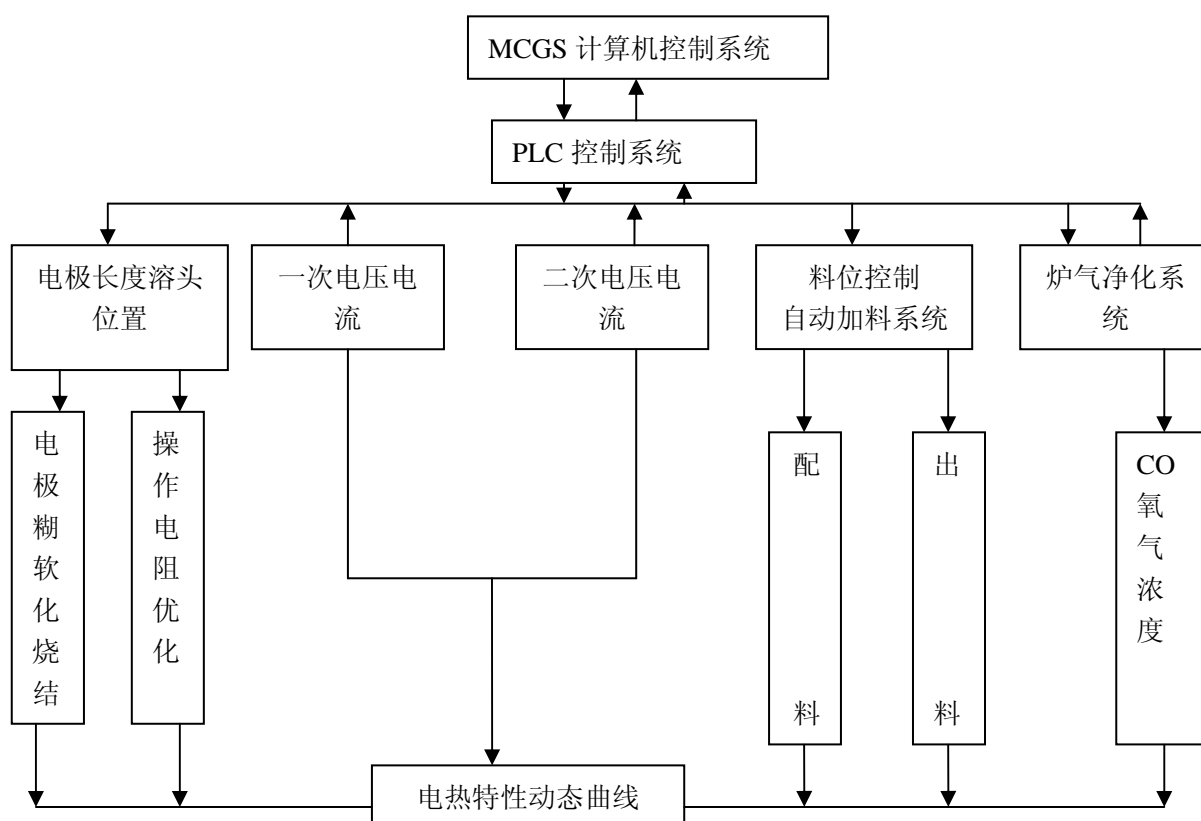 MCGS 计算机控制系统
PLC 控制系统
电极长度溶头
位置
一次电压电
流
二次电压电
流
料位控制
自动加料系统
炉气净化系
统
电
极
糊
软
化
烧
结
操
作
电
阻
优
化
配
料
出
料
CO
氧
气
浓
度
电热特性动态曲线